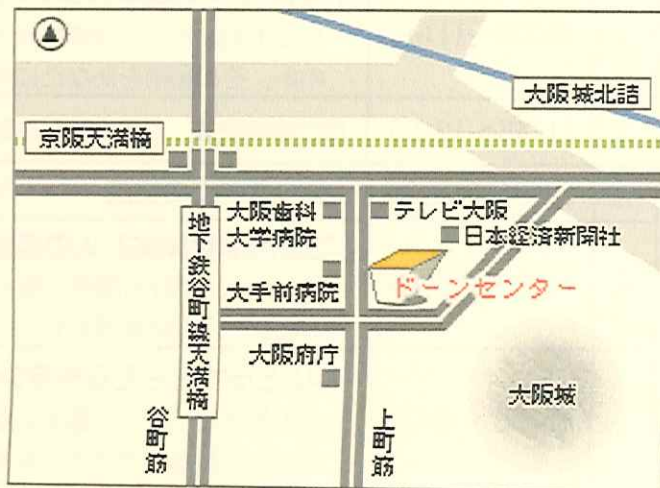 大阪城北詰
京阪天満橋
地下鉄谷町線天満橋
大阪歯科
大学病院
テレビ大阪
日本経済新聞社
大手前病院
ドーンセンター
大阪府庁
大阪城
谷町筋
上町筋